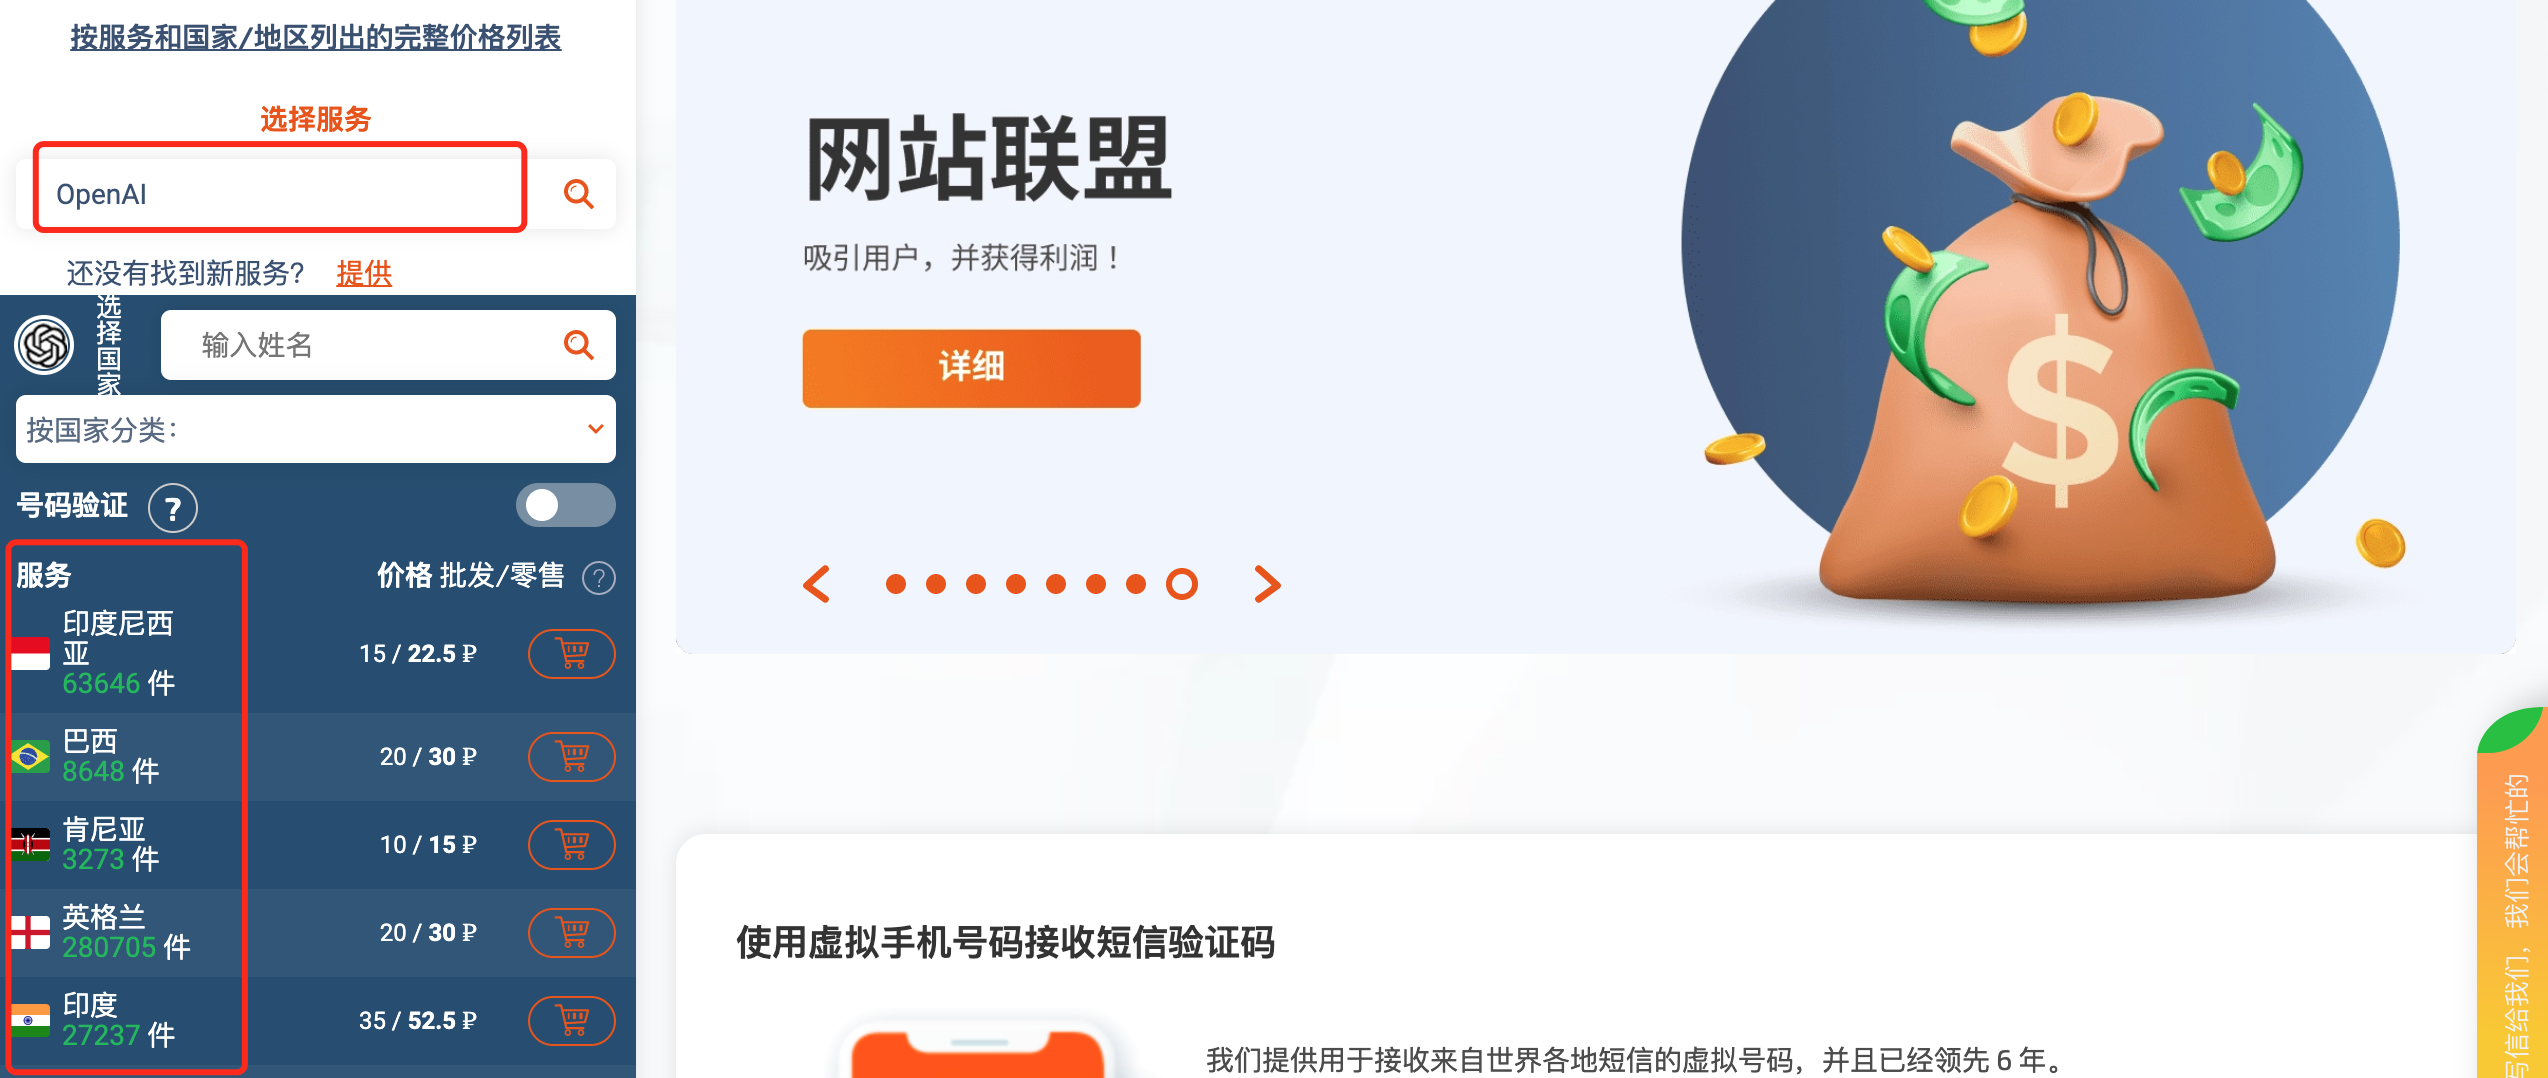 按服务和国家/地区列出的完整价格列表
选择服务
OpenAI
还没有找到新服务? 提供
选择国家
输入姓名
按国家分类:
号码验证 ?
服务 价格 批发/零售 ?
印度尼西
亚
63646 件
15 / 22.5 ₽
巴西
8648 件
20 / 30 ₽
肯尼亚
3273 件
10 / 15 ₽
英格兰
280705 件
20 / 30 ₽
印度
27237 件
35 / 52.5 ₽
网站联盟
吸引用户，并获得利润！
详细
$
使用虚拟手机号码接收短信验证码
我们提供用于接收来自世界各地短信的虚拟号码，并且已经领先 6 年。
写信给我们，我们会帮忙的